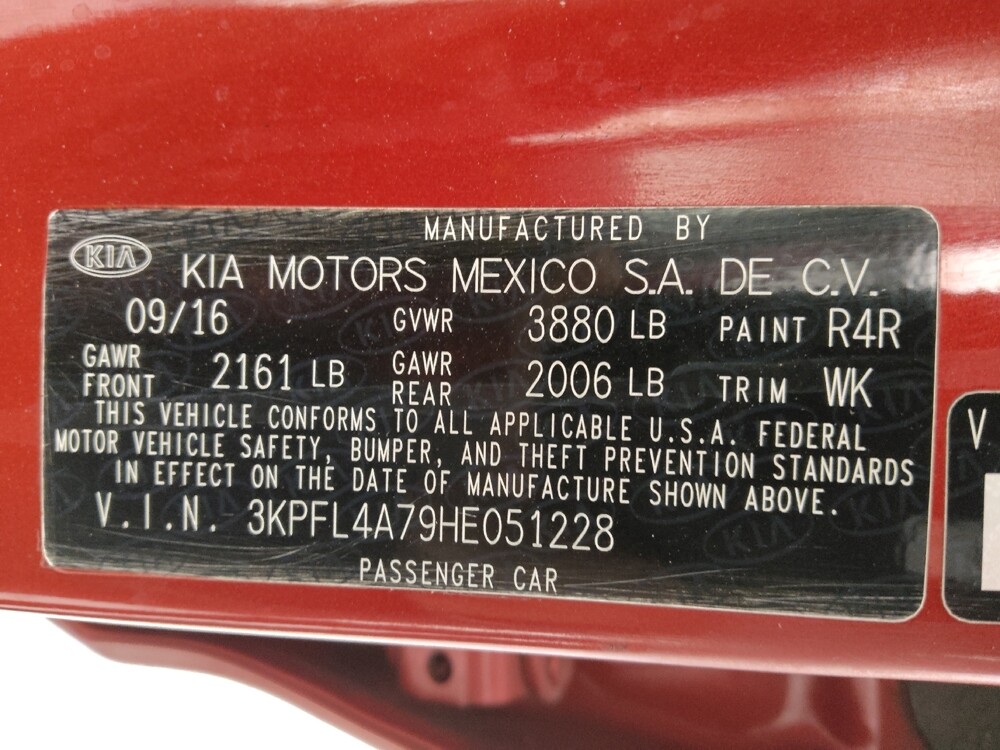 MANUFACTURED BY
KIA
KIA MOTORS MEXICO S.A. DE C.V.
09/16 GVWR 3880 LB PAINT R4R
GAWR FRONT 2161 LB GAWR REAR 2006 LB TRIM WK
THIS VEHICLE CONFORMS TO ALL APPLICABLE U.S.A. FEDERAL
MOTOR VEHICLE SAFETY, BUMPER, AND THEFT PREVENTION STANDARDS
IN EFFECT ON THE DATE OF MANUFACTURE SHOWN ABOVE.
V.I.N. 3KPFL4A79HE051228
PASSENGER CAR
V